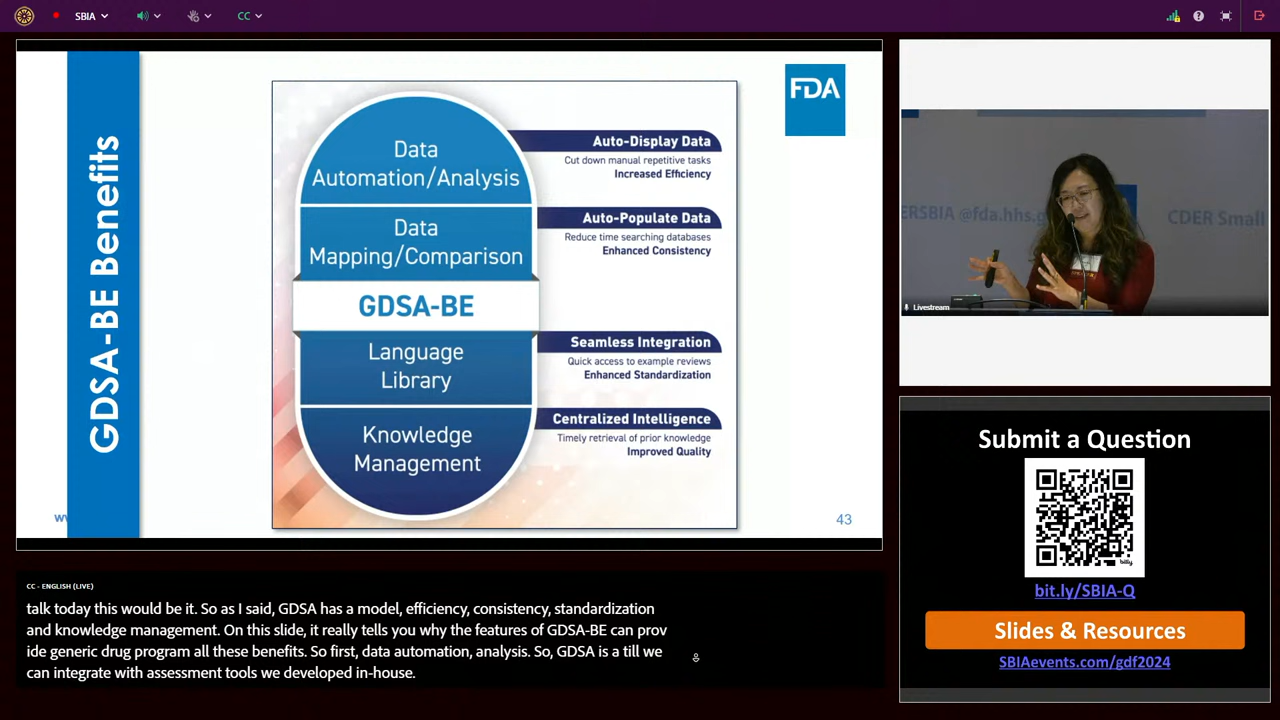 SBIA
CC
GDSA-BE Benefits
FDA
Data
Automation/Analysis
Auto-Display Data
Cut down manual repetitive tasks
Increased Efficiency
Data
Mapping/Comparison
Auto-Populate Data
Reduce time searching databases
Enhanced Consistency
GDSA-BE
Language
Library
Seamless Integration
Quick access to example reviews
Enhanced Standardization
Knowledge
Management
Centralized Intelligence
Timely retrieval of prior knowledge
Improved Quality
43
@fda.hhs.g
CDER Small
Livestream
Submit a Question
bitly
bit.ly/SBIA-Q
Slides & Resources
SBIAevents.com/gdf2024
CC - ENGLISH (LIVE)
talk today this would be it. So as I said, GDSA has a model, efficiency, consistency, standardization
and knowledge management. On this slide, it really tells you why the features of GDSA-BE can prov
ide generic drug program all these benefits. So first, data automation, analysis. So, GDSA is a till we
can integrate with assessment tools we developed in-house.